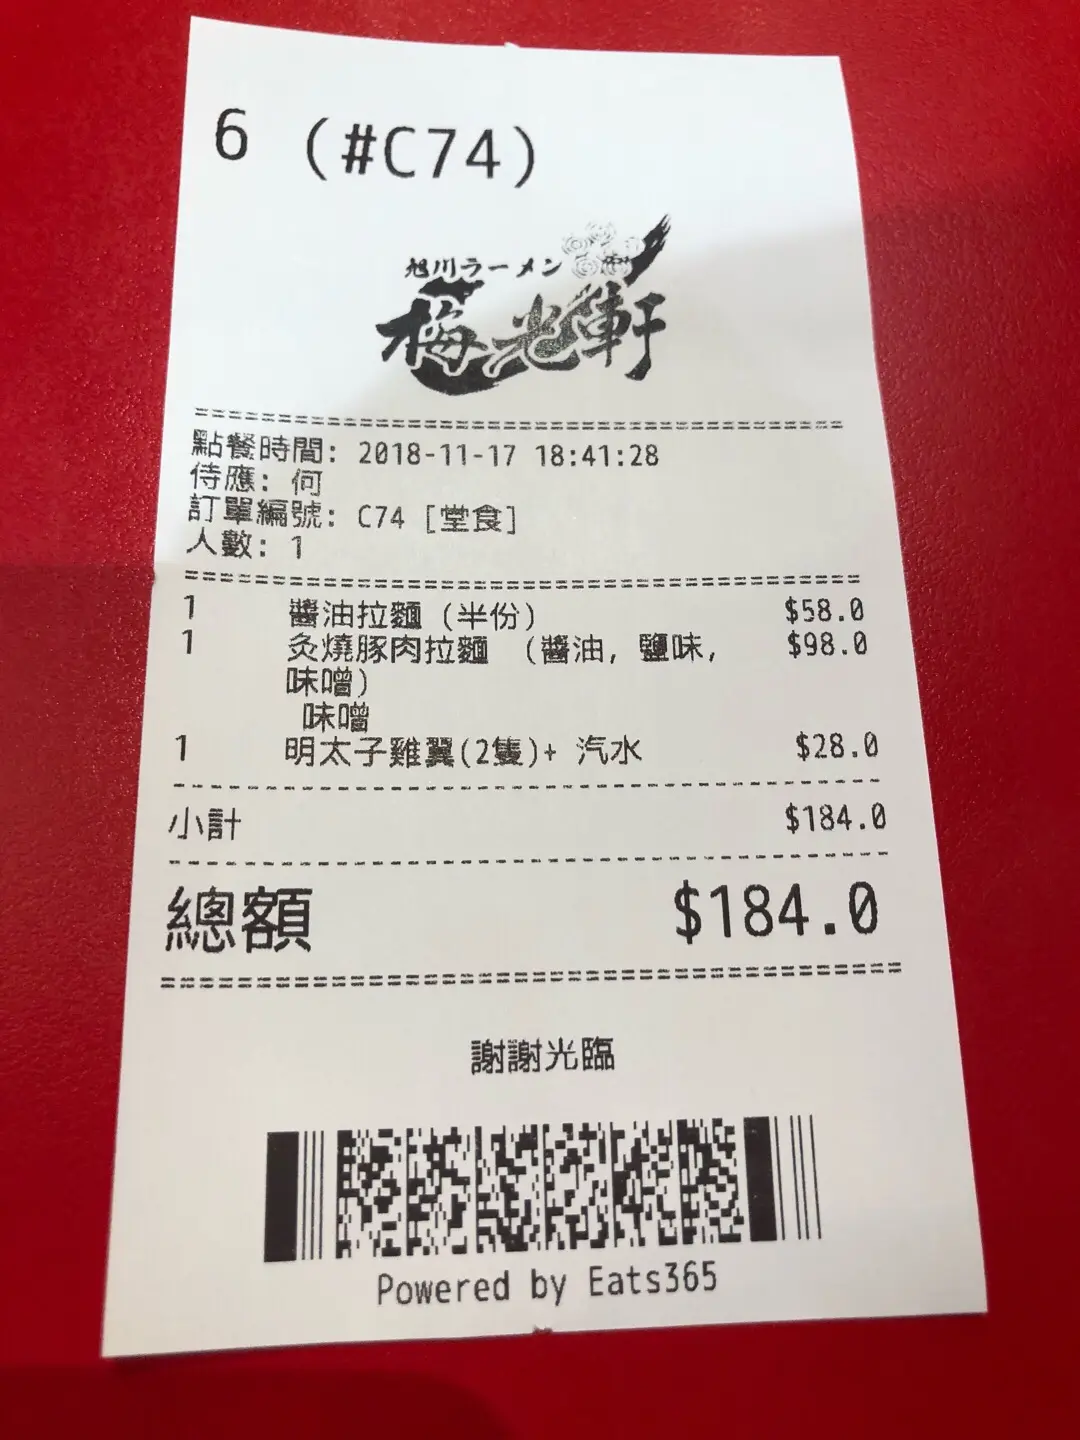 6 (#C74)
旭川ラーメン
梅光軒
點餐時間: 2018-11-17 18:41:28
侍應: 何
訂單編號: C74 [堂食]
人數: 1
1 醬油拉麵 (半份) $58.0
1 灸燒豚肉拉麵 (醬油, 鹽味, $98.0
味噌)
味噌
1 明太子雞翼(2隻)+ 汽水 $28.0
小計 $184.0
總額 $184.0
謝謝光臨
Powered by Eats365